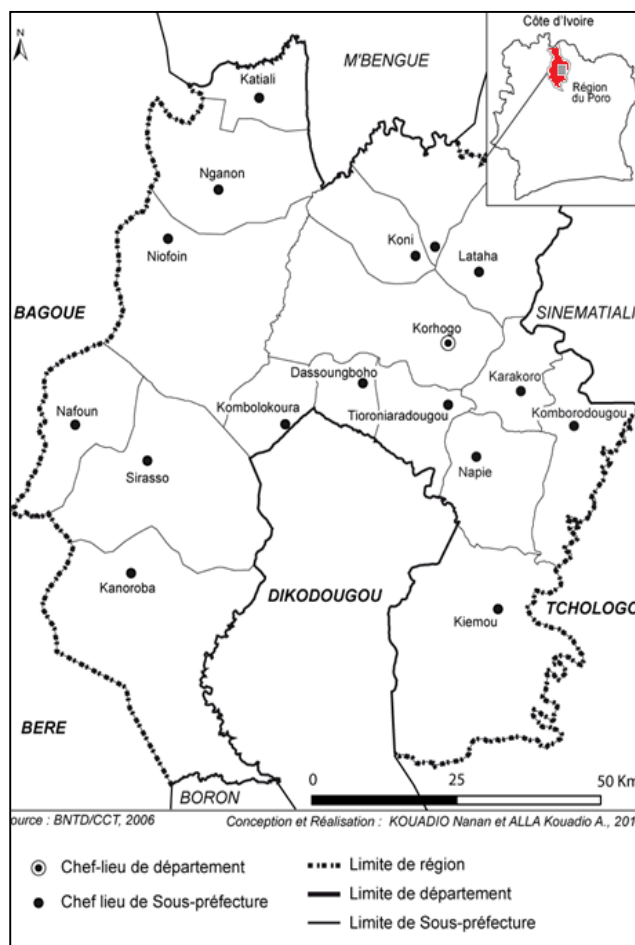 Côte d'Ivoire
N
M'BENGUE
Katiali
Région
du Poro
Nganon
Niofoin
Koni
Lataha
BAGOUE
SINEMATIALI
Korhogo
Dassoungboho
Karakoro
Nafoun
Kombolokoura
Tioroniaradougou
Komborodougou
Sirasso
Napie
Kanoroba
DIKODOUGOU
TCHOLOGO
Kiemou
BERE
BORON
0 25 50 Km
ource : BNTD/CCT, 2006 Conception et Réalisation : KOUADIO Nanan et ALLA Kouadio A., 201
Chef-lieu de département
Chef lieu de Sous-préfecture
Limite de région
Limite de département
Limite de Sous-préfecture